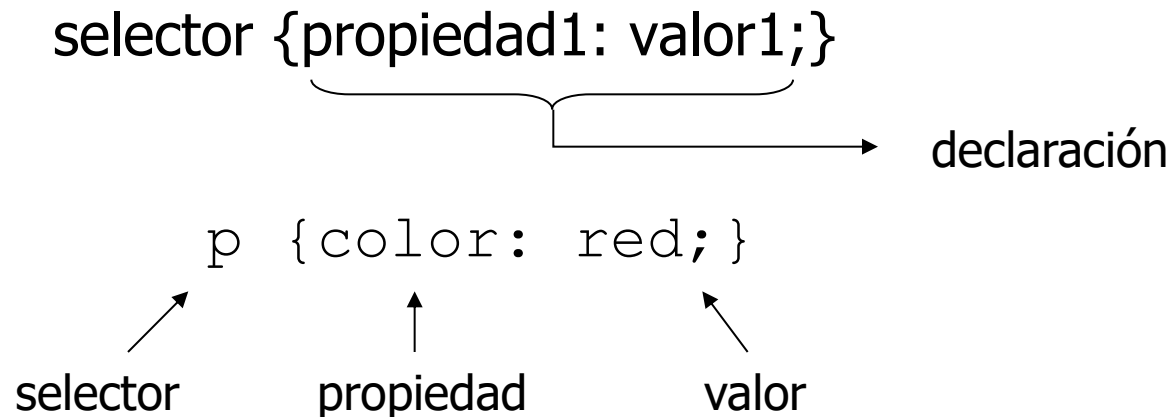 selector {propiedad1: valor1;}
declaración
p {color: red;}
selector propiedad valor